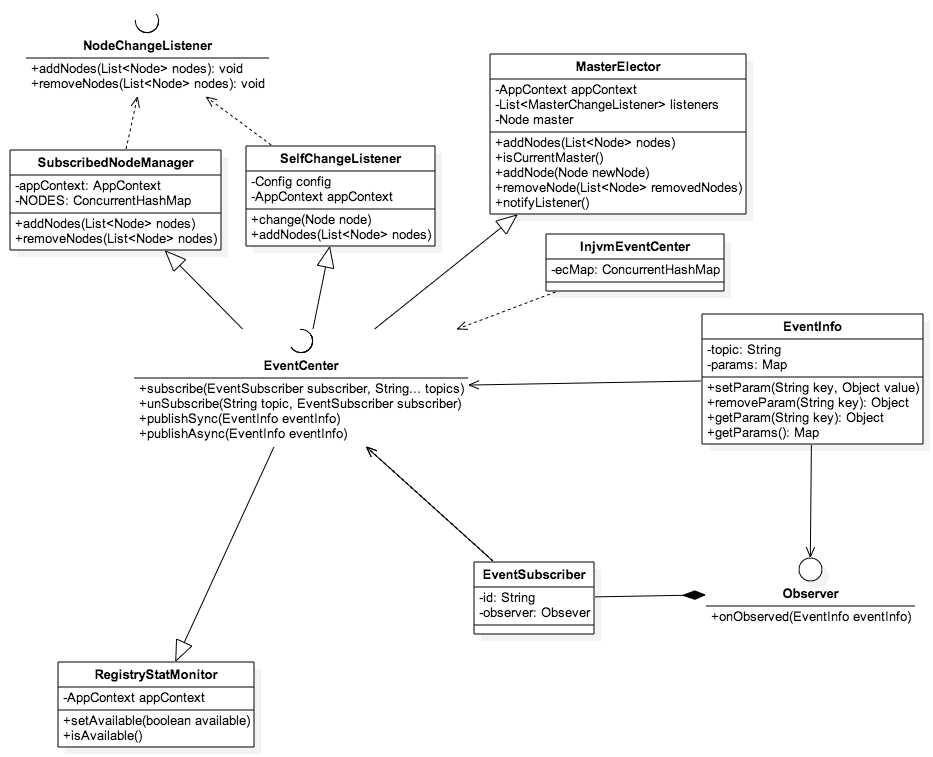 NodeChangeListener
+addNodes(List<Node> nodes): void
+removeNodes(List<Node> nodes): void
MasterElector
-AppContext appContext
-List<MasterChangeListener> listeners
-Node master
+addNodes(List<Node> nodes)
+isCurrentMaster()
+addNode(Node newNode)
+removeNode(List<Node> removedNodes)
+notifyListener()
SubscribedNodeManager
-appContext: AppContext
-NODES: ConcurrentHashMap
+addNodes(List<Node> nodes)
+removeNodes(List<Node> nodes)
SelfChangeListener
-Config config
-AppContext appContext
+change(Node node)
+addNodes(List<Node> nodes)
InjvmEventCenter
-ecMap: ConcurrentHashMap
EventInfo
-topic: String
-params: Map
+setParam(String key, Object value)
+removeParam(String key): Object
+getParam(String key): Object
+getParams(): Map
EventCenter
+subscribe(EventSubscriber subscriber, String... topics)
+unSubscribe(String topic, EventSubscriber subscriber)
+publishSync(EventInfo eventInfo)
+publishAsync(EventInfo eventInfo)
EventSubscriber
-id: String
-observer: Obsever
Observer
+onObserved(EventInfo eventInfo)
RegistryStatMonitor
-AppContext appContext
+setAvailable(boolean available)
+isAvailable()